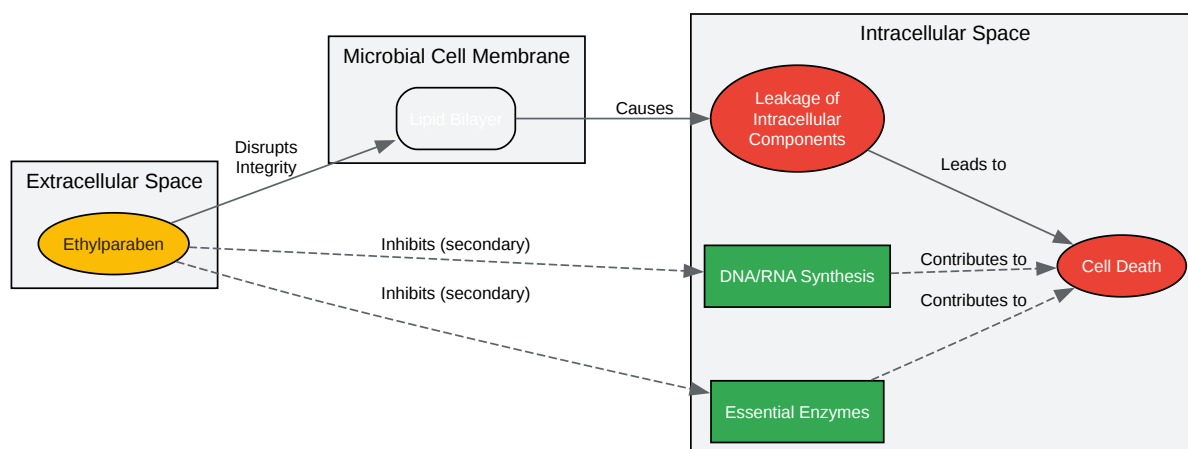 Intracellular Space
Microbial Cell Membrane
Lipid Bilayer
Causes
Leakage of
Intracellular
Components
Disrupts
Integrity
Leads to
Extracellular Space
Ethylparaben
Inhibits (secondary)
DNA/RNA Synthesis
Contributes to
Cell Death
Inhibits (secondary)
Contributes to
Essential Enzymes